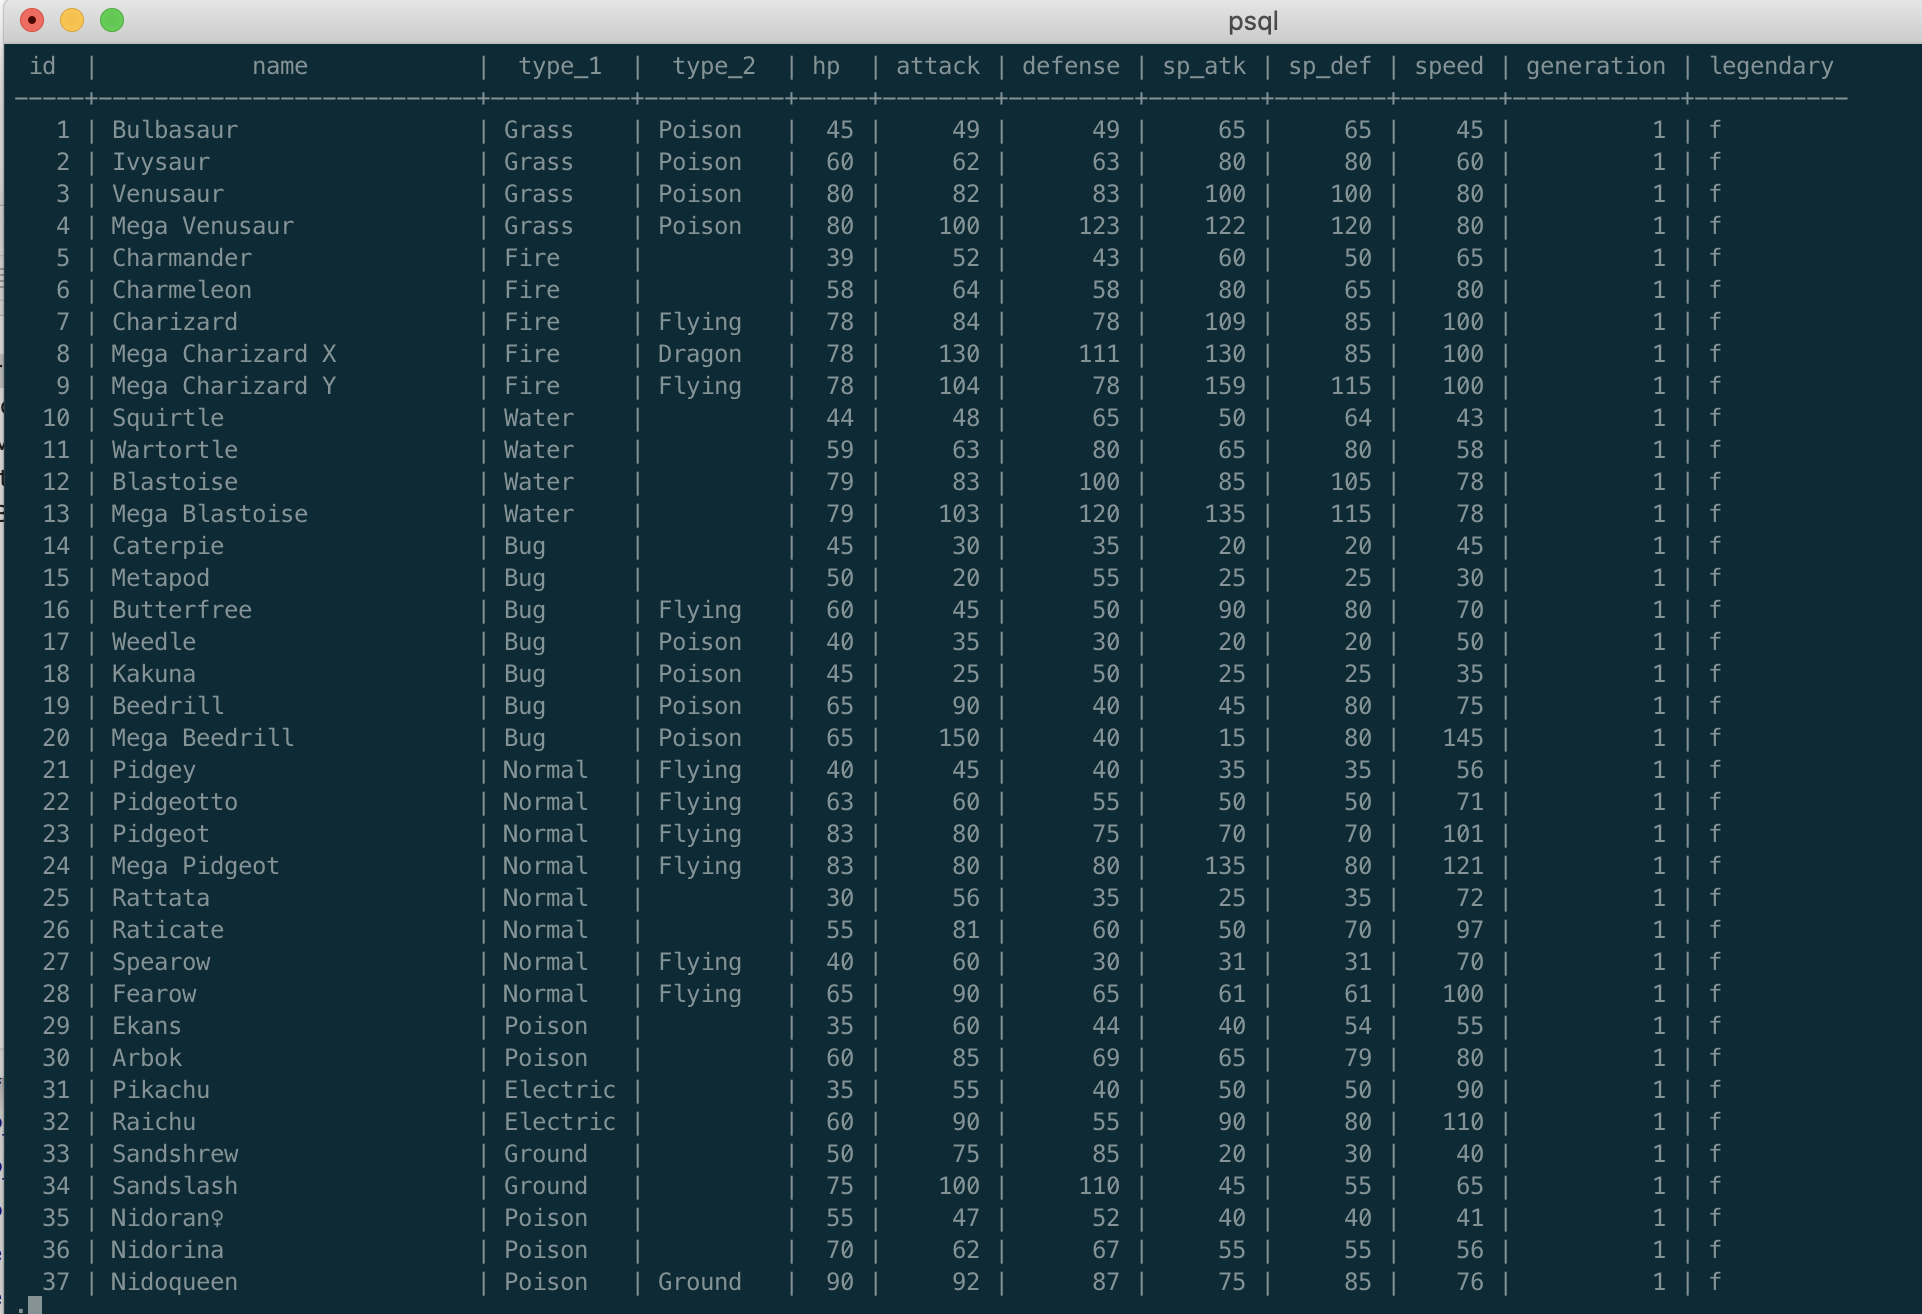 psql
 id  |           name            |  type_1  |  type_2  | hp  | attack | defense | sp_atk | sp_def | speed | generation | legendary
-----+---------------------------+----------+----------+-----+--------+---------+--------+--------+-------+------------+-----------
   1 | Bulbasaur                 | Grass    | Poison   |  45 |     49 |      49 |     65 |     65 |    45 |          1 | f
   2 | Ivysaur                   | Grass    | Poison   |  60 |     62 |      63 |     80 |     80 |    60 |          1 | f
   3 | Venusaur                  | Grass    | Poison   |  80 |     82 |      83 |    100 |    100 |    80 |          1 | f
   4 | Mega Venusaur             | Grass    | Poison   |  80 |    100 |     123 |    122 |    120 |    80 |          1 | f
   5 | Charmander                | Fire     |          |  39 |     52 |      43 |     60 |     50 |    65 |          1 | f
   6 | Charmeleon                | Fire     |          |  58 |     64 |      58 |     80 |     65 |    80 |          1 | f
   7 | Charizard                 | Fire     | Flying   |  78 |     84 |      78 |    109 |     85 |   100 |          1 | f
   8 | Mega Charizard X          | Fire     | Dragon   |  78 |    130 |     111 |    130 |     85 |   100 |          1 | f
   9 | Mega Charizard Y          | Fire     | Flying   |  78 |    104 |      78 |    159 |    115 |   100 |          1 | f
  10 | Squirtle                  | Water    |          |  44 |     48 |      65 |     50 |     64 |    43 |          1 | f
  11 | Wartortle                 | Water    |          |  59 |     63 |      80 |     65 |     80 |    58 |          1 | f
  12 | Blastoise                 | Water    |          |  79 |     83 |     100 |     85 |    105 |    78 |          1 | f
  13 | Mega Blastoise            | Water    |          |  79 |    103 |     120 |    135 |    115 |    78 |          1 | f
  14 | Caterpie                  | Bug      |          |  45 |     30 |      35 |     20 |     20 |    45 |          1 | f
  15 | Metapod                   | Bug      |          |  50 |     20 |      55 |     25 |     25 |    30 |          1 | f
  16 | Butterfree                | Bug      | Flying   |  60 |     45 |      50 |     90 |     80 |    70 |          1 | f
  17 | Weedle                    | Bug      | Poison   |  40 |     35 |      30 |     20 |     20 |    50 |          1 | f
  18 | Kakuna                    | Bug      | Poison   |  45 |     25 |      50 |     25 |     25 |    35 |          1 | f
  19 | Beedrill                  | Bug      | Poison   |  65 |     90 |      40 |     45 |     80 |    75 |          1 | f
  20 | Mega Beedrill             | Bug      | Poison   |  65 |    150 |      40 |     15 |     80 |   145 |          1 | f
  21 | Pidgey                    | Normal   | Flying   |  40 |     45 |      40 |     35 |     35 |    56 |          1 | f
  22 | Pidgeotto                 | Normal   | Flying   |  63 |     60 |      55 |     50 |     50 |    71 |          1 | f
  23 | Pidgeot                   | Normal   | Flying   |  83 |     80 |      75 |     70 |     70 |   101 |          1 | f
  24 | Mega Pidgeot              | Normal   | Flying   |  83 |     80 |      80 |    135 |     80 |   121 |          1 | f
  25 | Rattata                   | Normal   |          |  30 |     56 |      35 |     25 |     35 |    72 |          1 | f
  26 | Raticate                  | Normal   |          |  55 |     81 |      60 |     50 |     70 |    97 |          1 | f
  27 | Spearow                   | Normal   | Flying   |  40 |     60 |      30 |     31 |     31 |    70 |          1 | f
  28 | Fearow                    | Normal   | Flying   |  65 |     90 |      65 |     61 |     61 |   100 |          1 | f
  29 | Ekans                     | Poison   |          |  35 |     60 |      44 |     40 |     54 |    55 |          1 | f
  30 | Arbok                     | Poison   |          |  60 |     85 |      69 |     65 |     79 |    80 |          1 | f
  31 | Pikachu                   | Electric |          |  35 |     55 |      40 |     50 |     50 |    90 |          1 | f
  32 | Raichu                    | Electric |          |  60 |     90 |      55 |     90 |     80 |   110 |          1 | f
  33 | Sandshrew                 | Ground   |          |  50 |     75 |      85 |     20 |     30 |    40 |          1 | f
  34 | Sandslash                 | Ground   |          |  75 |    100 |     110 |     45 |     55 |    65 |          1 | f
  35 | Nidoran♀                  | Poison   |          |  55 |     47 |      52 |     40 |     40 |    41 |          1 | f
  36 | Nidorina                  | Poison   |          |  70 |     62 |      67 |     55 |     55 |    56 |          1 | f
  37 | Nidoqueen                 | Poison   | Ground   |  90 |     92 |      87 |     75 |     85 |    76 |          1 | f